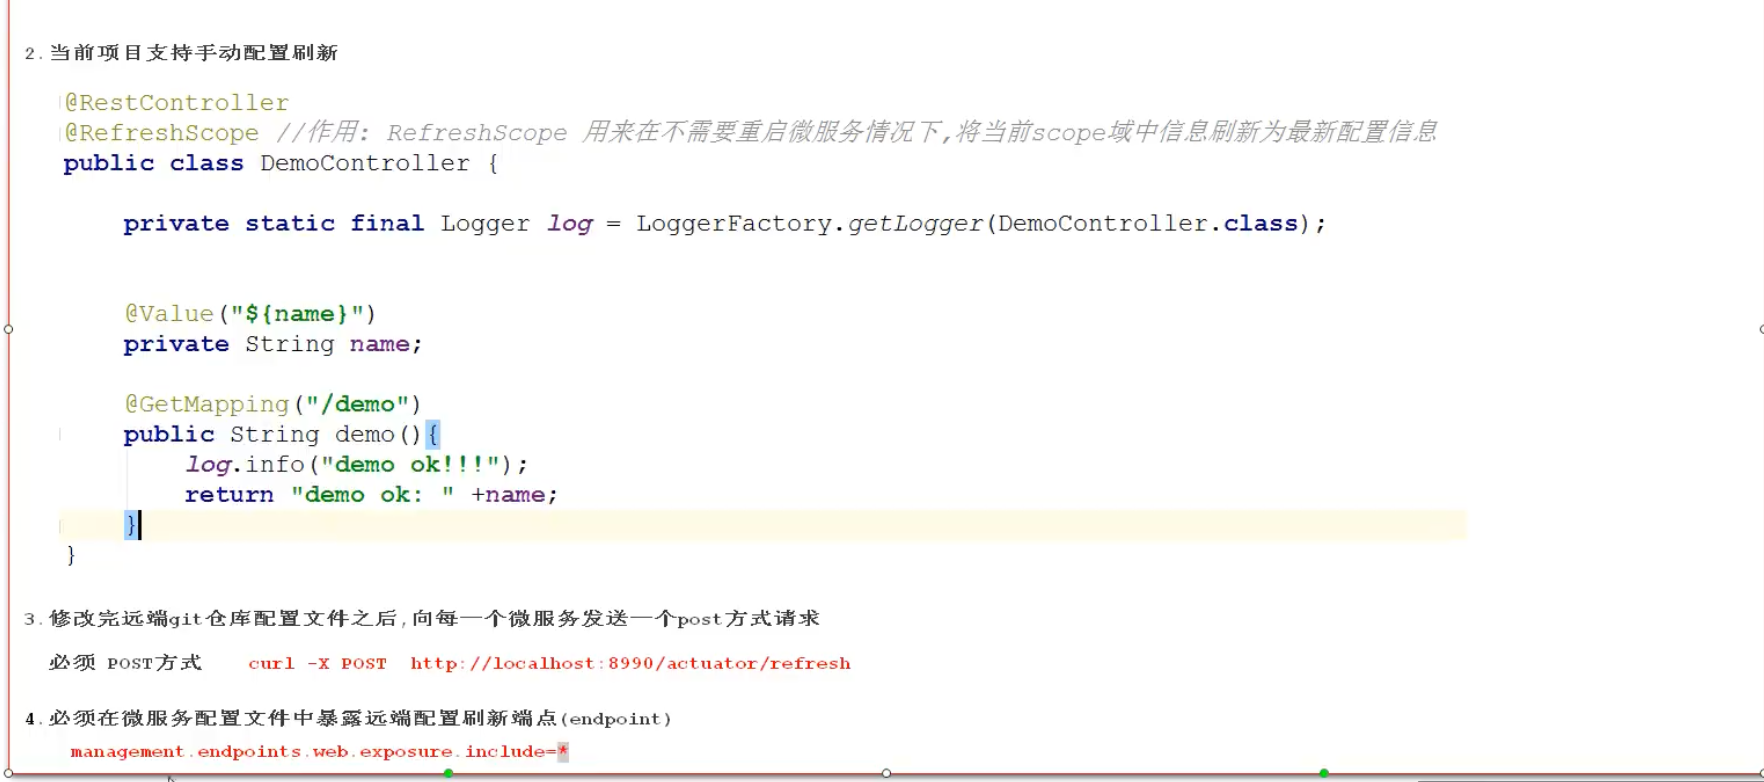 2.当前项目支持手动配置刷新
@RestController
@RefreshScope //作用: RefreshScope 用来在不需要重启微服务情况下,将当前scope域中信息刷新为最新配置信息
public class DemoController {
private static final Logger log = LoggerFactory.getLogger(DemoController.class);
@Value("${name}")
private String name;
@GetMapping("/demo")
public String demo(){
log.info("demo ok!!!");
return "demo ok: " +name;
}
}
3.修改完远端git仓库配置文件之后,向每一个微服务发送一个post方式请求
必须 POST方式 curl -X POST http://localhost:8990/actuator/refresh
4.必须在微服务配置文件中暴露远端配置刷新端点(endpoint)
management.endpoints.web.exposure.include=*